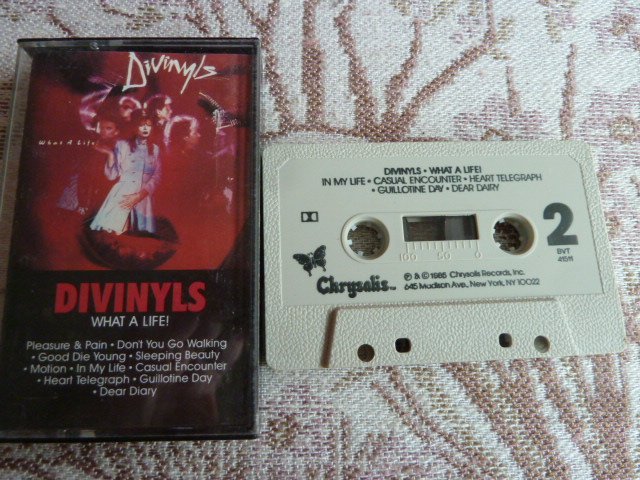 Divinyls
What A Life
DIVINYLS
WHAT A LIFE!
Pleasure & Pain • Don't You Go Walking
• Good Die Young • Sleeping Beauty
Motion • In My Life • Casual Encounter
• Heart Telegraph • Guillotine Day •
• Dear Diary
DIVINYLS • WHAT A LIFE!
IN MY LIFE • CASUAL ENCOUNTER • HEART TELEGRAPH
• GUILLOTINE DAY • DEAR DAIRY
2
BVT
41511
100 50 0
Chrysalis
℗ & © 1985 Chrysalis Records, Inc.
645 Madison Ave., New York, NY 10022